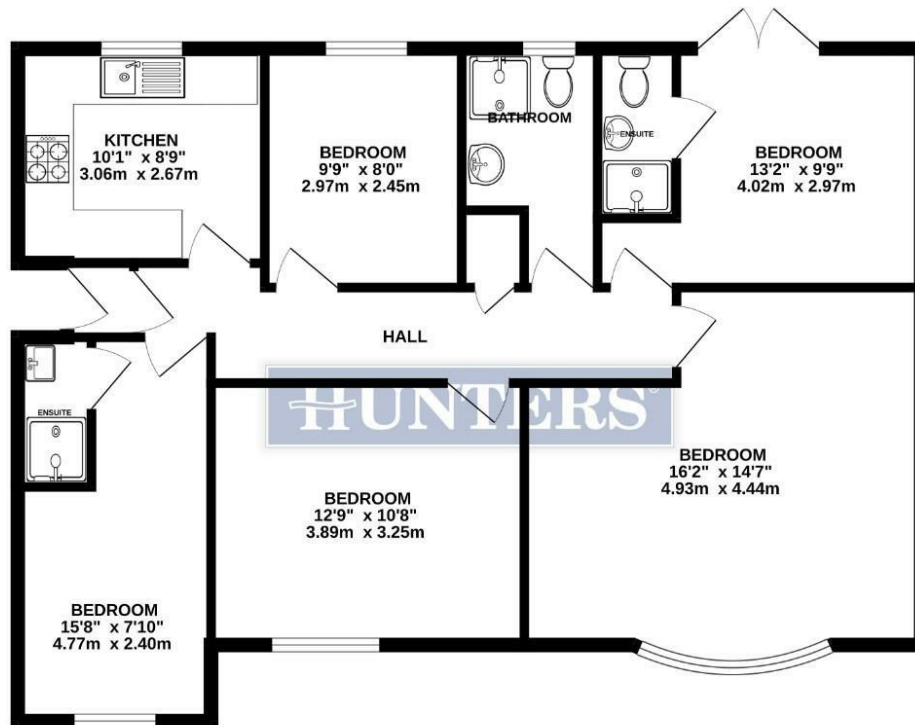 KITCHEN
10'1" x 8'9"
3.06m x 2.67m
BEDROOM
9'9" x 8'0"
2.97m x 2.45m
BATHROOM
ENSUITE
BEDROOM
13'2" x 9'9"
4.02m x 2.97m
HALL
HUNTERS®
ENSUITE
BEDROOM
12'9" x 10'8"
3.89m x 3.25m
BEDROOM
16'2" x 14'7"
4.93m x 4.44m
BEDROOM
15'8" x 7'10"
4.77m x 2.40m